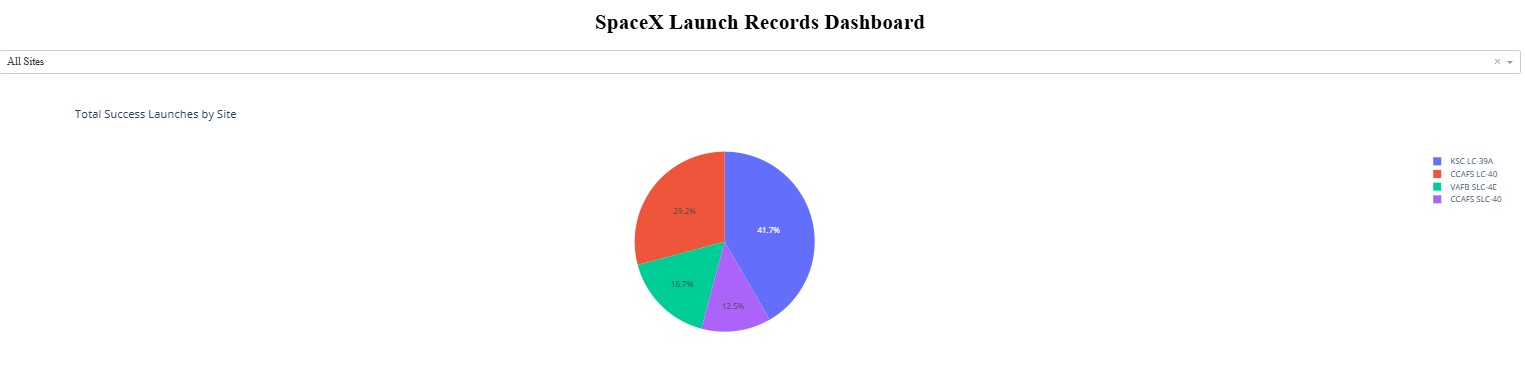 SpaceX Launch Records Dashboard
All Sites
Total Success Launches by Site
KSC LC-39A
CCAFS LC-40
VAFB SLC-4E
CCAFS SLC-40
29.2%
41.7%
16.7%
12.5%